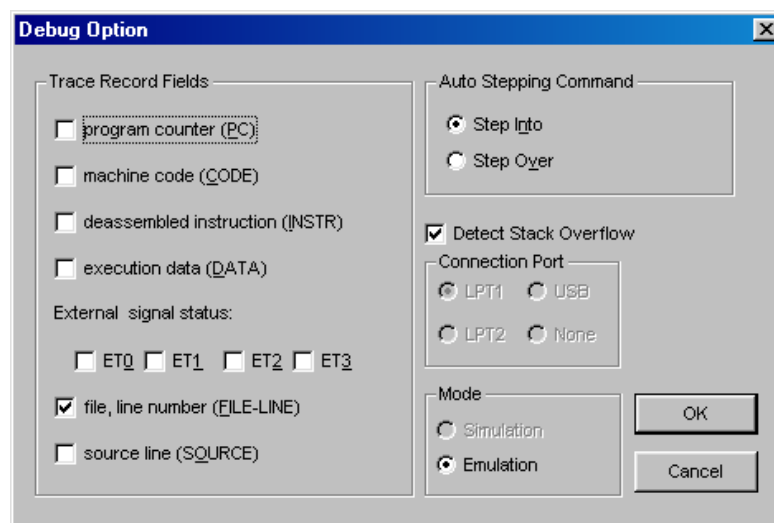 Debug Option
Trace Record Fields
program counter (PC)
machine code (CODE)
deassembled instruction (INSTR)
execution data (DATA)
External signal status:
ET0 ET1 ET2 ET3
file, line number (FILE-LINE)
source line (SOURCE)
Auto Stepping Command
Step Into
Step Over
Detect Stack Overflow
Connection Port
LPT1 USB
LPT2 None
Mode
Simulation
Emulation
OK
Cancel